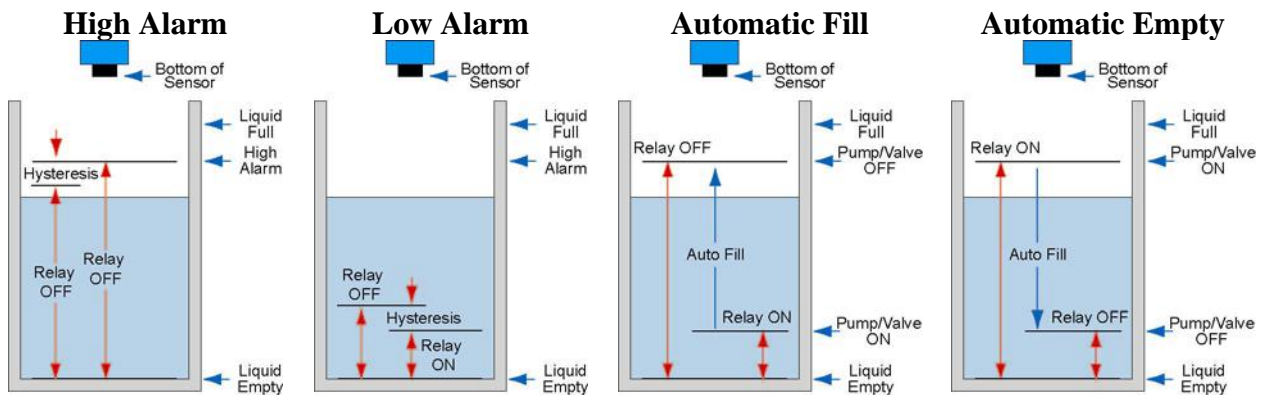 High Alarm
Bottom of
Sensor
Liquid
Full
High
Alarm
Hysteresis
Relay
OFF
Relay
OFF
Liquid
Empty
Low Alarm
Bottom of
Sensor
Liquid
Full
High
Alarm
Relay
OFF
Hysteresis
Relay
ON
Liquid
Empty
Automatic Fill
Bottom of
Sensor
Liquid
Full
Relay OFF
Pump/Valve
OFF
Auto Fill
Relay ON
Pump/Valve
ON
Liquid
Empty
Automatic Empty
Bottom of
Sensor
Liquid
Full
Relay ON
Pump/Valve
ON
Auto Fill
Relay OFF
Pump/Valve
OFF
Liquid
Empty